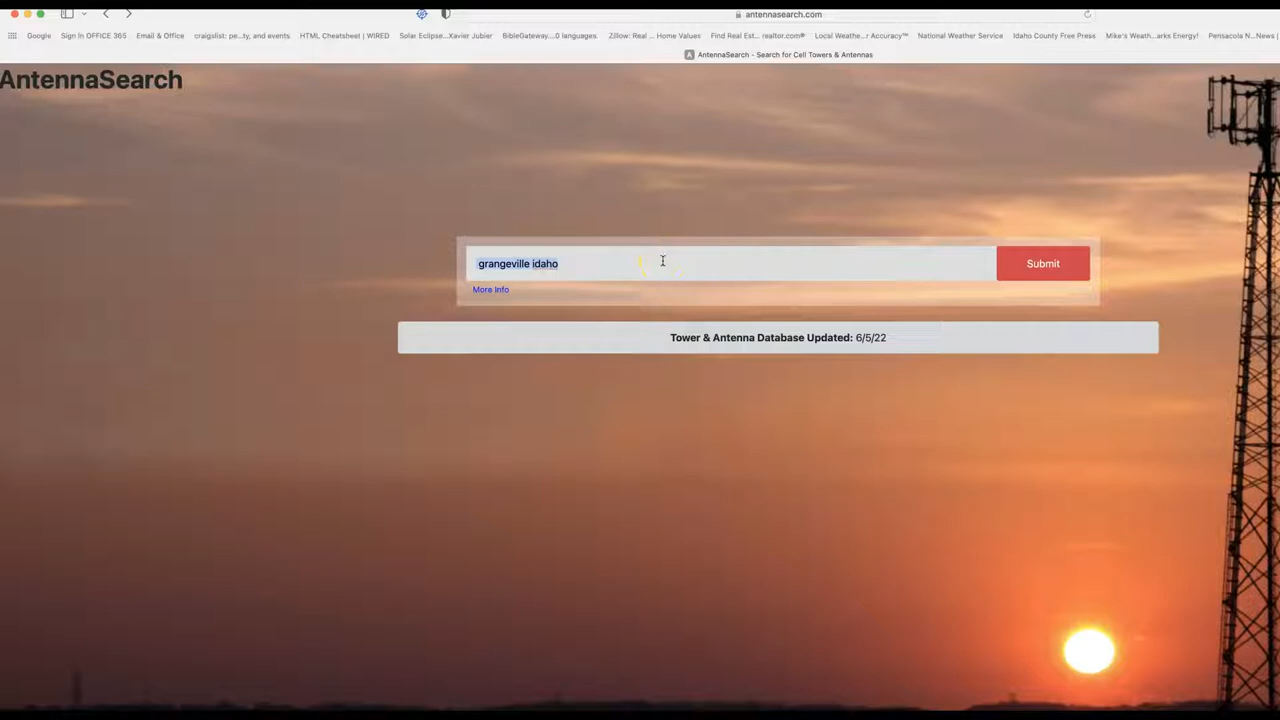 antennasearch.com
Google Sign In OFFICE 365 Email & Office craigslist: pe...ty, and events HTML Cheatsheet | WIRED Solar Eclipse...Xavier Jubier BibleGateway...0 languages. Zillow: Real ... Home Values Find Real Est... realtor.com® Local Weathe...r Accuracy™ National Weather Service Idaho County Free Press Mike's Weath...arks Energy! Pensacola N...News |
A AntennaSearch - Search for Cell Towers & Antennas
AntennaSearch
grangeville idaho Submit
More Info
Tower & Antenna Database Updated: 6/5/22